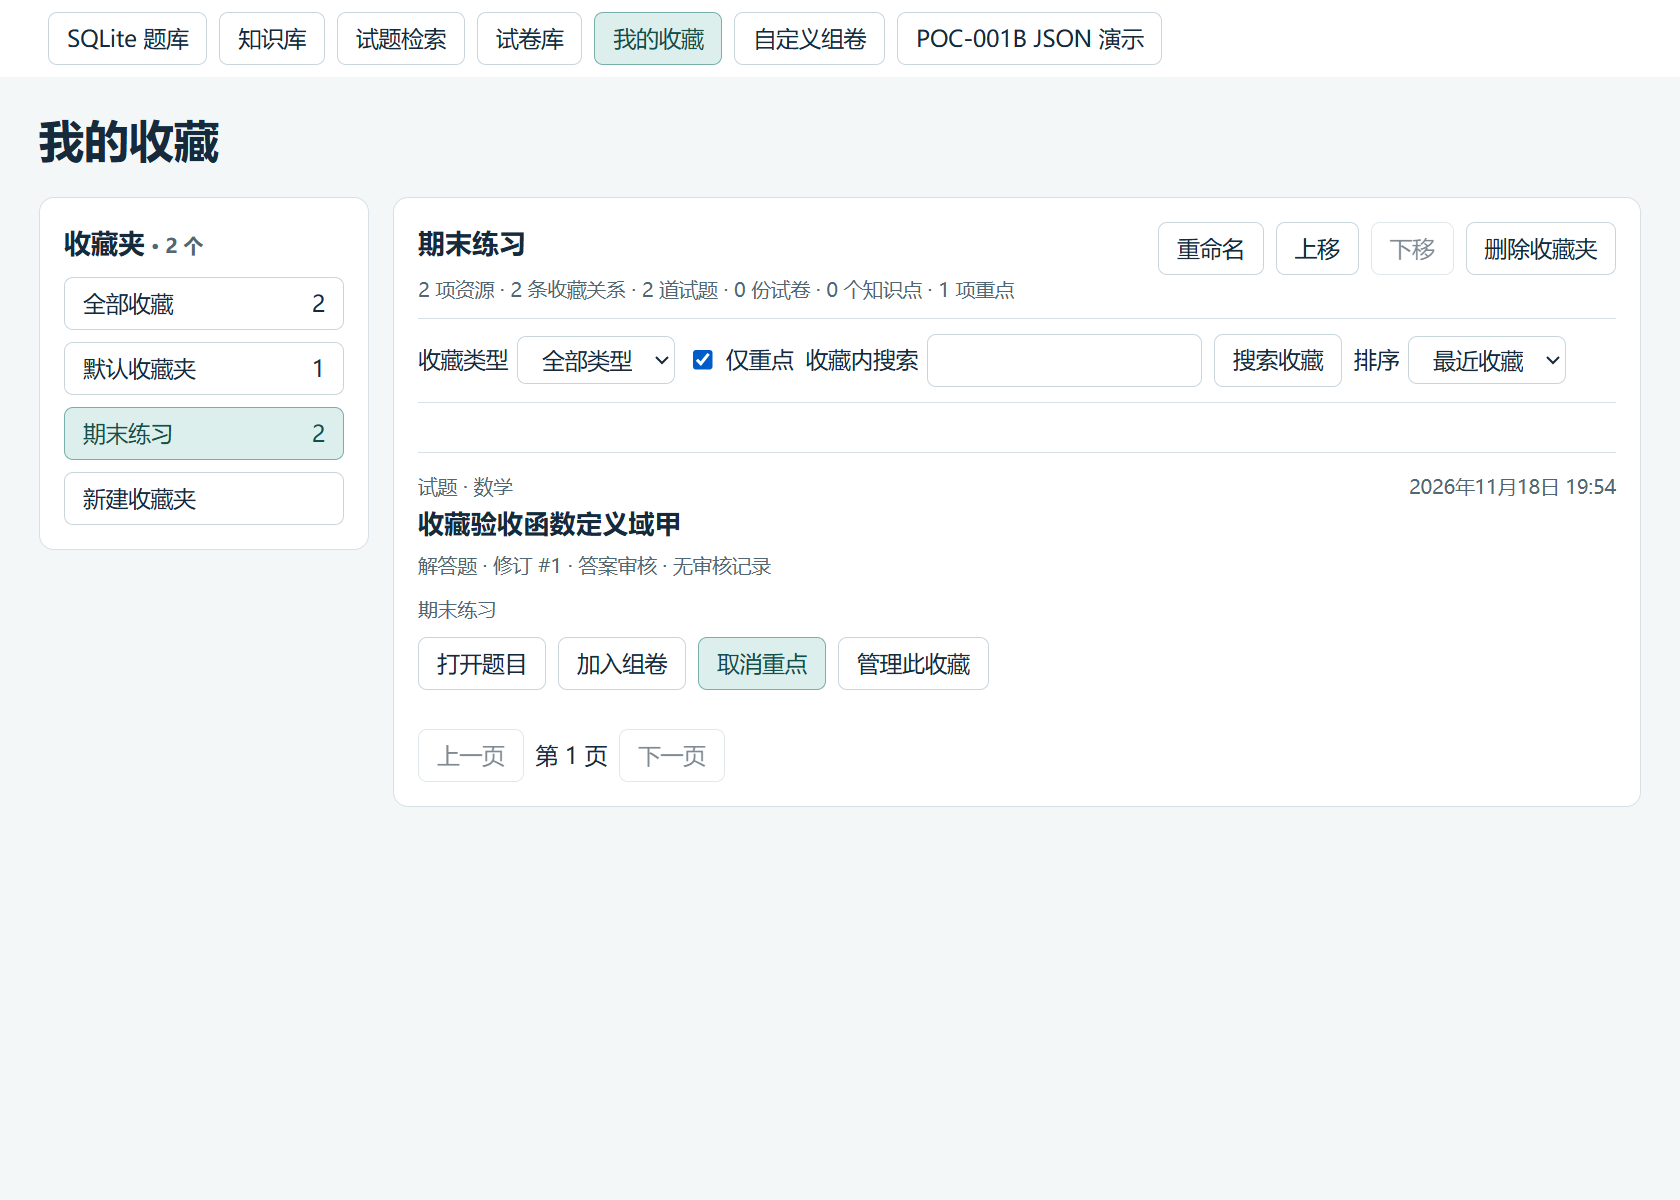 SQLite 题库 知识库 试题检索 试卷库 我的收藏 自定义组卷 POC-001B JSON 演示
我的收藏
收藏夹 · 2 个
全部收藏 2
默认收藏夹 1
期末练习 2
新建收藏夹
期末练习
重命名 上移 下移 删除收藏夹
2 项资源 · 2 条收藏关系 · 2 道试题 · 0 份试卷 · 0 个知识点 · 1 项重点
收藏类型 全部类型 仅重点 收藏内搜索 搜索收藏 排序 最近收藏
试题 · 数学 2026年11月18日 19:54
收藏验收函数定义域甲
解答题 · 修订 #1 · 答案审核 · 无审核记录
期末练习
打开题目 加入组卷 取消重点 管理此收藏
上一页 第 1 页 下一页